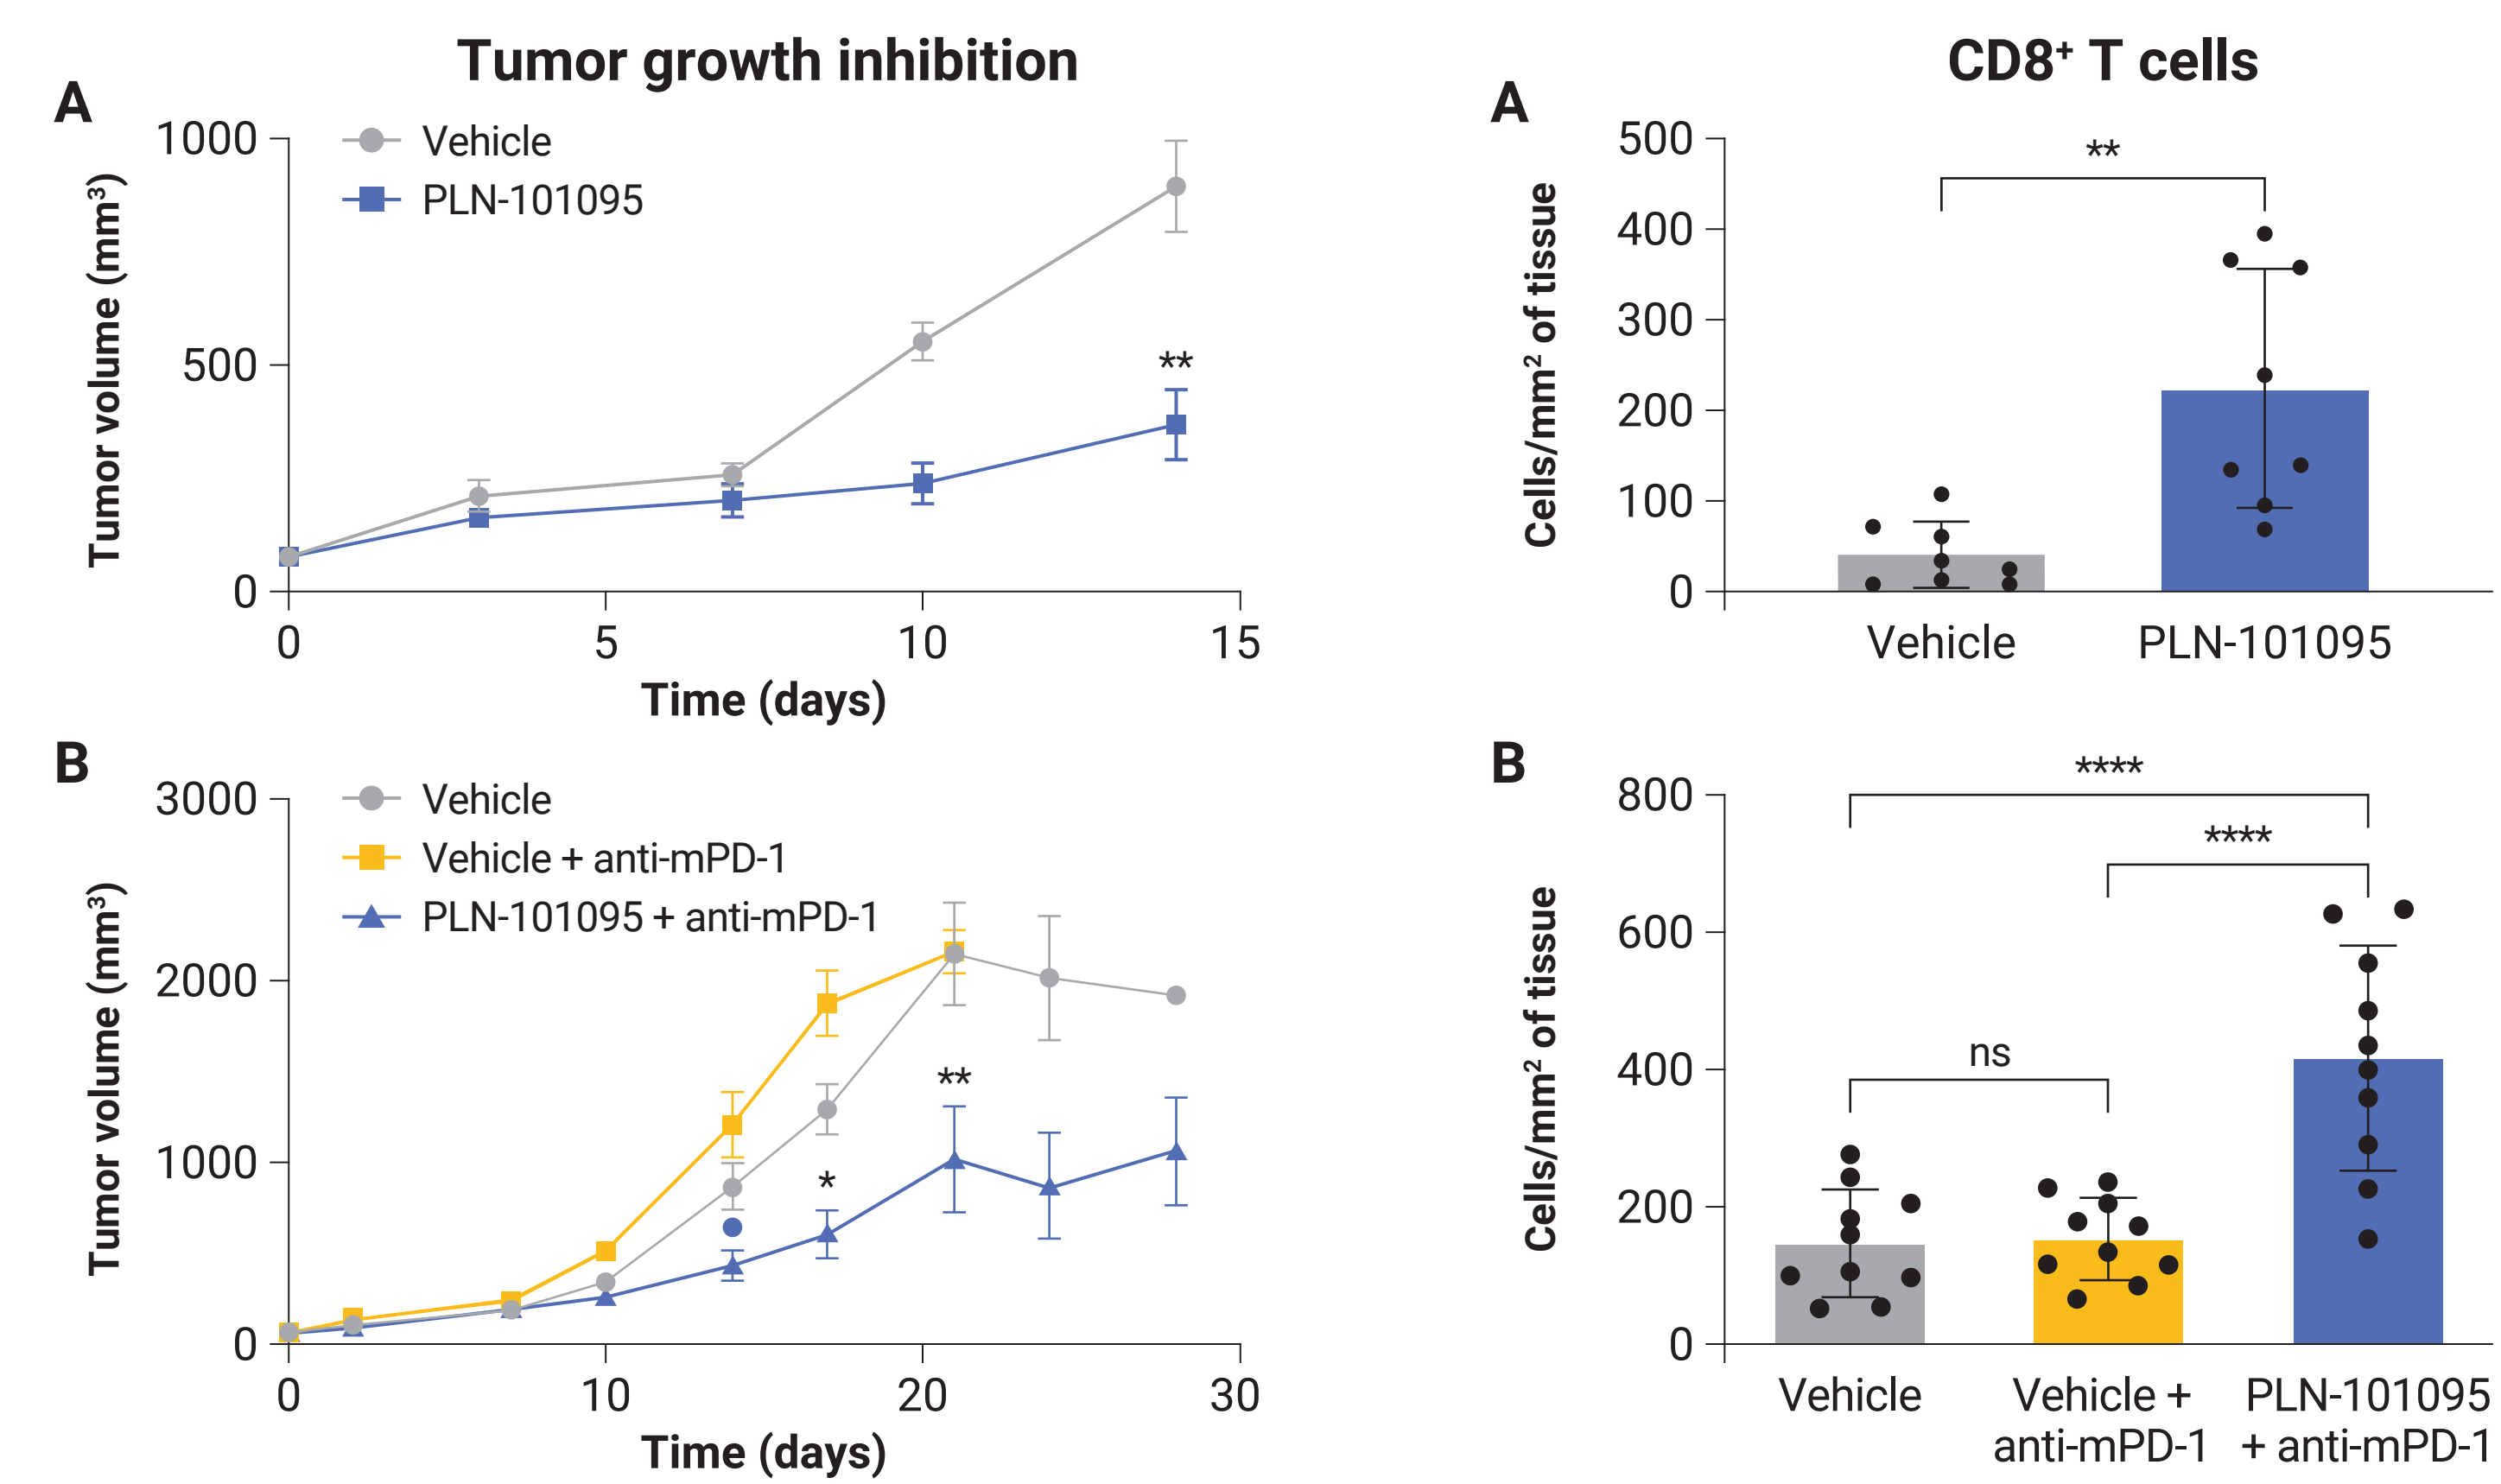 Tumor growth inhibition
A
Vehicle
PLN-101095
Tumor volume (mm³)
1000
500
0
**
0 5 10 15
Time (days)
CD8⁺ T cells
A
Cells/mm² of tissue
500
400
300
200
100
0
**
Vehicle PLN-101095
B
Vehicle
Vehicle + anti-mPD-1
PLN-101095 + anti-mPD-1
Tumor volume (mm³)
3000
2000
1000
0
*
**
0 10 20 30
Time (days)
B
Cells/mm² of tissue
800
600
400
200
0
****
****
ns
Vehicle Vehicle + PLN-101095
anti-mPD-1 + anti-mPD-1